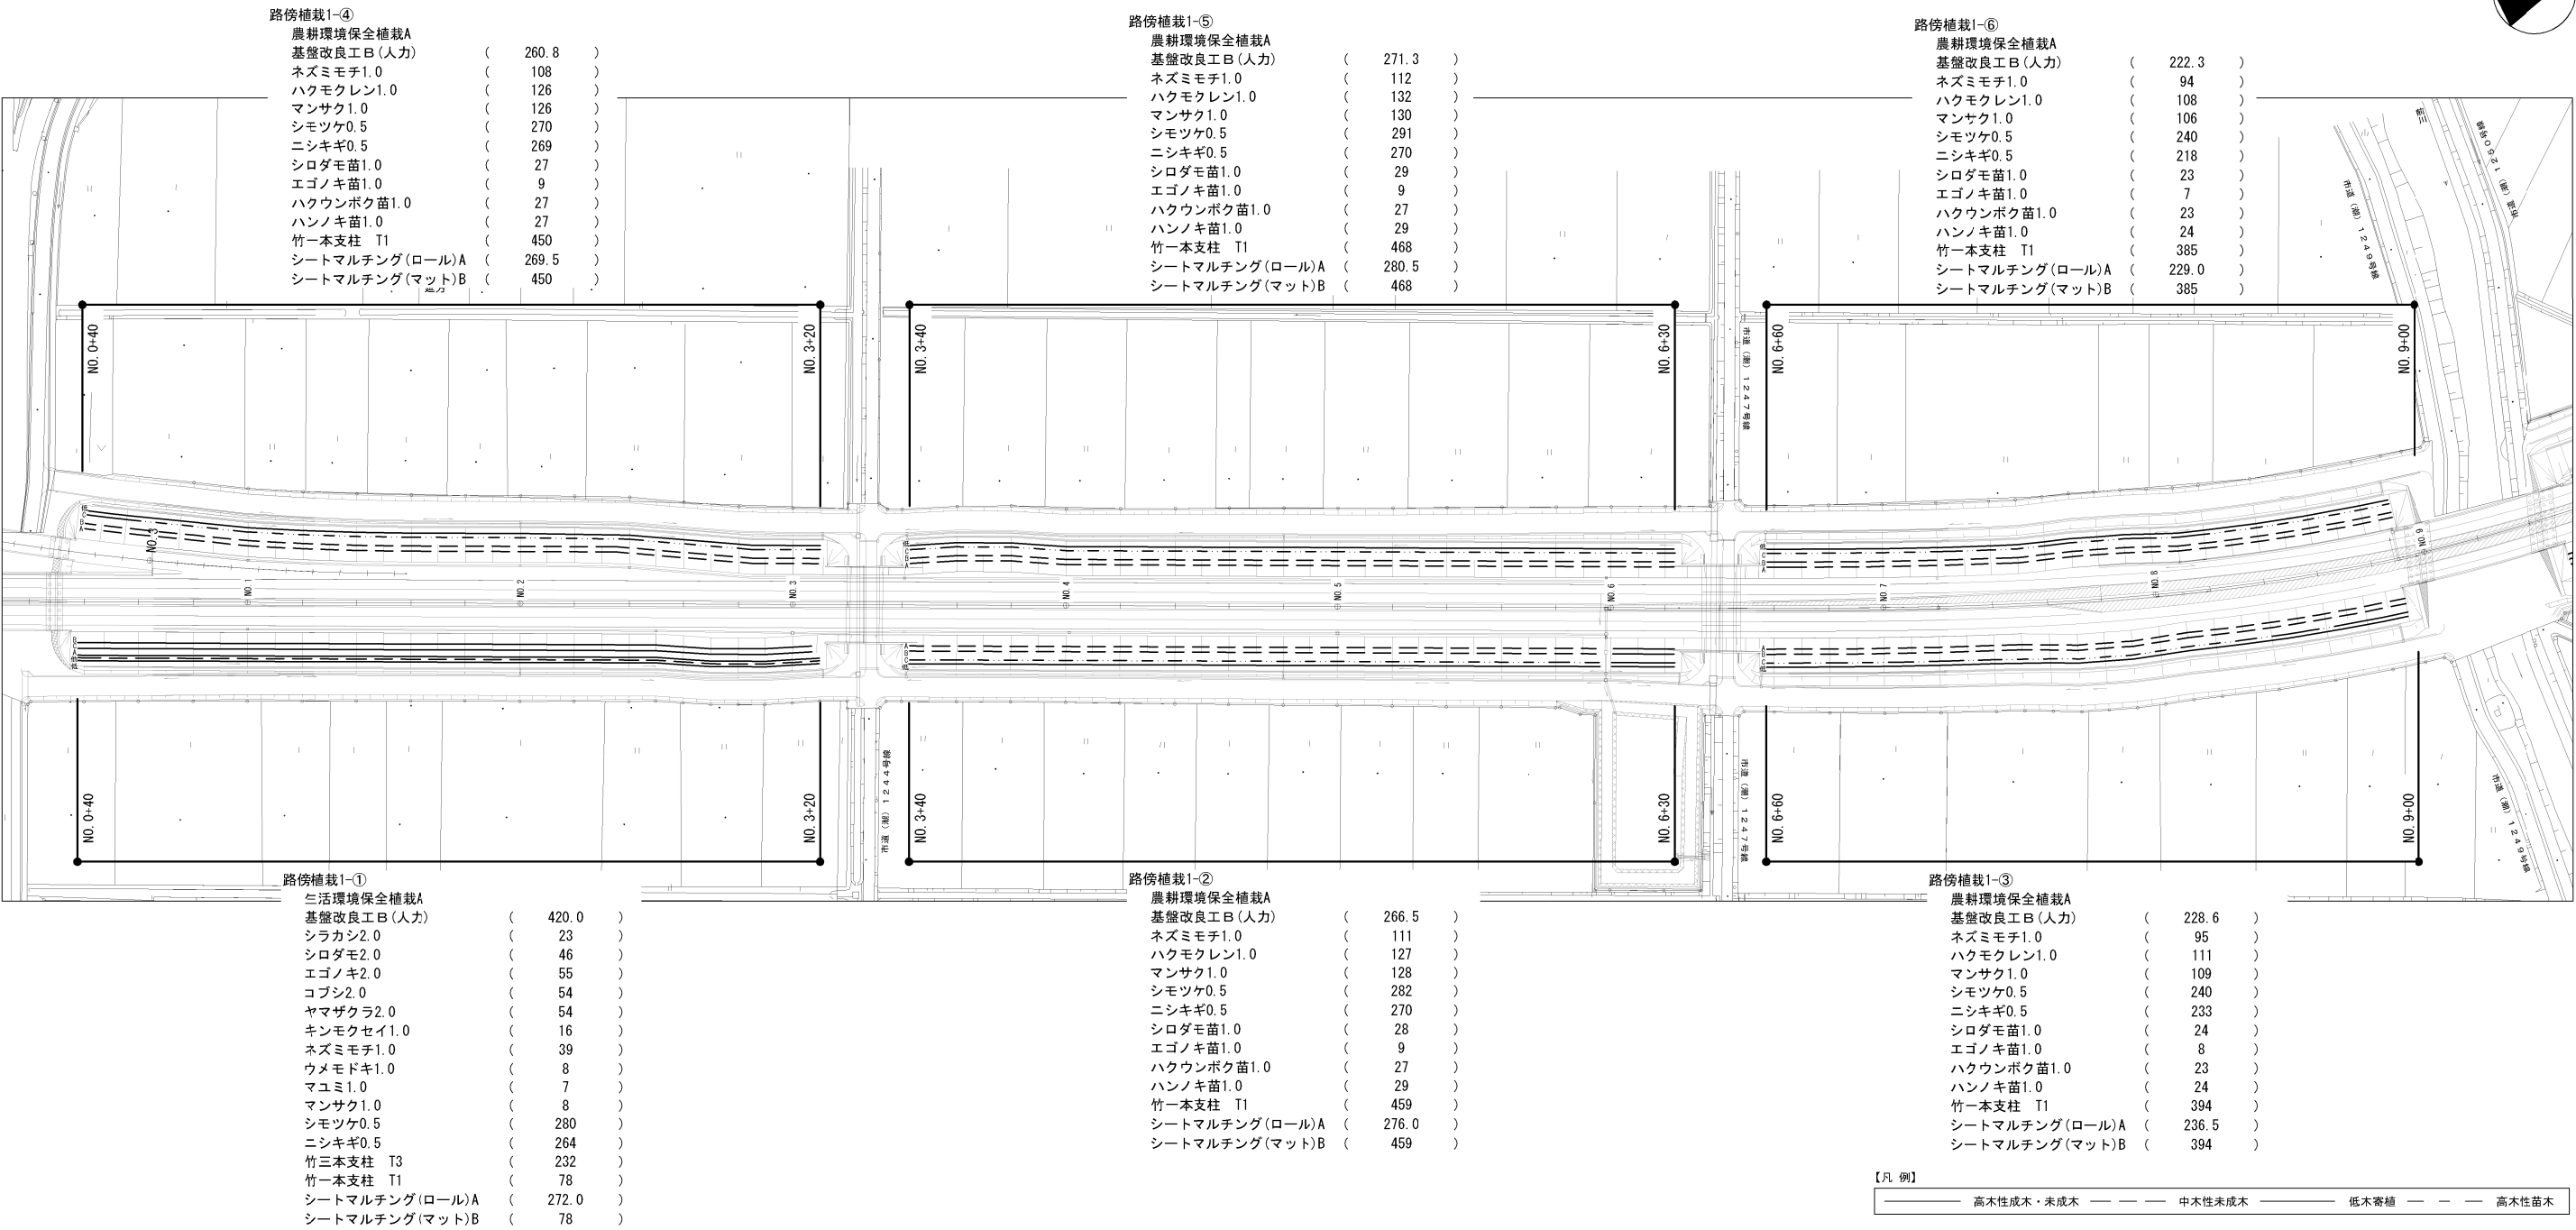 路傍植栽1-④
農耕環境保全植栽A
基盤改良工B(人力) ( 260.8 )
ネズミモチ1.0 ( 108 )
ハクモクレン1.0 ( 126 )
マンサク1.0 ( 126 )
シモツケ0.5 ( 270 )
ニシキギ0.5 ( 269 )
シロダモ苗1.0 ( 27 )
エゴノキ苗1.0 ( 9 )
ハクウンボク苗1.0 ( 27 )
ハンノキ苗1.0 ( 27 )
竹一本支柱 T1 ( 450 )
シートマルチング(ロール)A ( 269.5 )
シートマルチング(マット)B ( 450 )
路傍植栽1-⑤
農耕環境保全植栽A
基盤改良工B(人力) ( 271.3 )
ネズミモチ1.0 ( 112 )
ハクモクレン1.0 ( 132 )
マンサク1.0 ( 130 )
シモツケ0.5 ( 291 )
ニシキギ0.5 ( 270 )
シロダモ苗1.0 ( 29 )
エゴノキ苗1.0 ( 9 )
ハクウンボク苗1.0 ( 27 )
ハンノキ苗1.0 ( 29 )
竹一本支柱 T1 ( 468 )
シートマルチング(ロール)A ( 280.5 )
シートマルチング(マット)B ( 468 )
路傍植栽1-⑥
農耕環境保全植栽A
基盤改良工B(人力) ( 222.3 )
ネズミモチ1.0 ( 94 )
ハクモクレン1.0 ( 108 )
マンサク1.0 ( 106 )
シモツケ0.5 ( 240 )
ニシキギ0.5 ( 218 )
シロダモ苗1.0 ( 23 )
エゴノキ苗1.0 ( 7 )
ハクウンボク苗1.0 ( 23 )
ハンノキ苗1.0 ( 24 )
竹一本支柱 T1 ( 385 )
シートマルチング(ロール)A ( 229.0 )
シートマルチング(マット)B ( 385 )
市道(潮)1250号線
市道(潮)1249号線
NO.0+40
NO.3+20
NO.3+40
NO.6+30
市道(潮)1247号線
NO.6+60
NO.9+00
低
C
B
A
低
C
B
A
低
C
B
A
NO.1
NO.2
NO.3
NO.4
NO.5
NO.6
NO.7
NO.8
NO.9
B
C
A
低
低
A
B
C
低
A
B
C
低
NO.0+40
NO.3+20
市道(潮)1244号線
NO.3+40
NO.6+30
市道(潮)1247号線
NO.6+60
NO.9+00
市道(潮)1249号線
路傍植栽1-①
生活環境保全植栽A
基盤改良工B(人力) ( 420.0 )
シラカシ2.0 ( 23 )
シロダモ2.0 ( 46 )
エゴノキ2.0 ( 55 )
コブシ2.0 ( 54 )
ヤマザクラ2.0 ( 54 )
キンモクセイ1.0 ( 16 )
ネズミモチ1.0 ( 39 )
ウメモドキ1.0 ( 8 )
マユミ1.0 ( 7 )
マンサク1.0 ( 8 )
シモツケ0.5 ( 280 )
ニシキギ0.5 ( 264 )
竹三本支柱 T3 ( 232 )
竹一本支柱 T1 ( 78 )
シートマルチング(ロール)A ( 272.0 )
シートマルチング(マット)B ( 78 )
路傍植栽1-②
農耕環境保全植栽A
基盤改良工B(人力) ( 266.5 )
ネズミモチ1.0 ( 111 )
ハクモクレン1.0 ( 127 )
マンサク1.0 ( 128 )
シモツケ0.5 ( 282 )
ニシキギ0.5 ( 270 )
シロダモ苗1.0 ( 28 )
エゴノキ苗1.0 ( 9 )
ハクウンボク苗1.0 ( 27 )
ハンノキ苗1.0 ( 29 )
竹一本支柱 T1 ( 459 )
シートマルチング(ロール)A ( 276.0 )
シートマルチング(マット)B ( 459 )
路傍植栽1-③
農耕環境保全植栽A
基盤改良工B(人力) ( 228.6 )
ネズミモチ1.0 ( 95 )
ハクモクレン1.0 ( 111 )
マンサク1.0 ( 109 )
シモツケ0.5 ( 240 )
ニシキギ0.5 ( 233 )
シロダモ苗1.0 ( 24 )
エゴノキ苗1.0 ( 8 )
ハクウンボク苗1.0 ( 23 )
ハンノキ苗1.0 ( 24 )
竹一本支柱 T1 ( 394 )
シートマルチング(ロール)A ( 236.5 )
シートマルチング(マット)B ( 394 )
【凡 例】
高木性成木・未成木 中木性未成木 低木寄植 高木性苗木